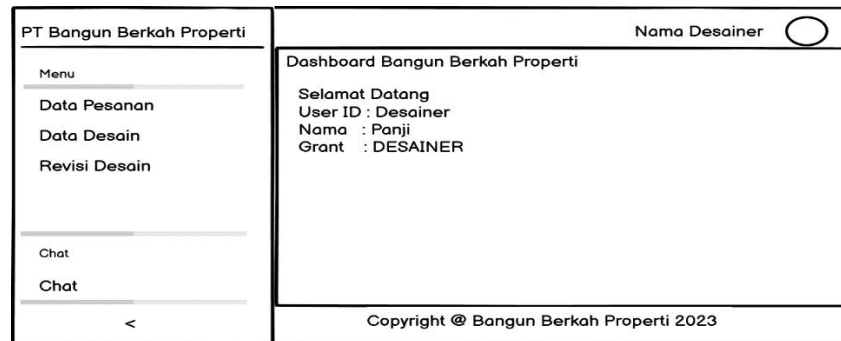 PT Bangun Berkah Properti
Menu
Data Pesanan
Data Desain
Revisi Desain
Chat
Chat
<
Nama Desainer
Dashboard Bangun Berkah Properti
Selamat Datang
User ID : Desainer
Nama : Panji
Grant : DESAINER
Copyright @ Bangun Berkah Properti 2023